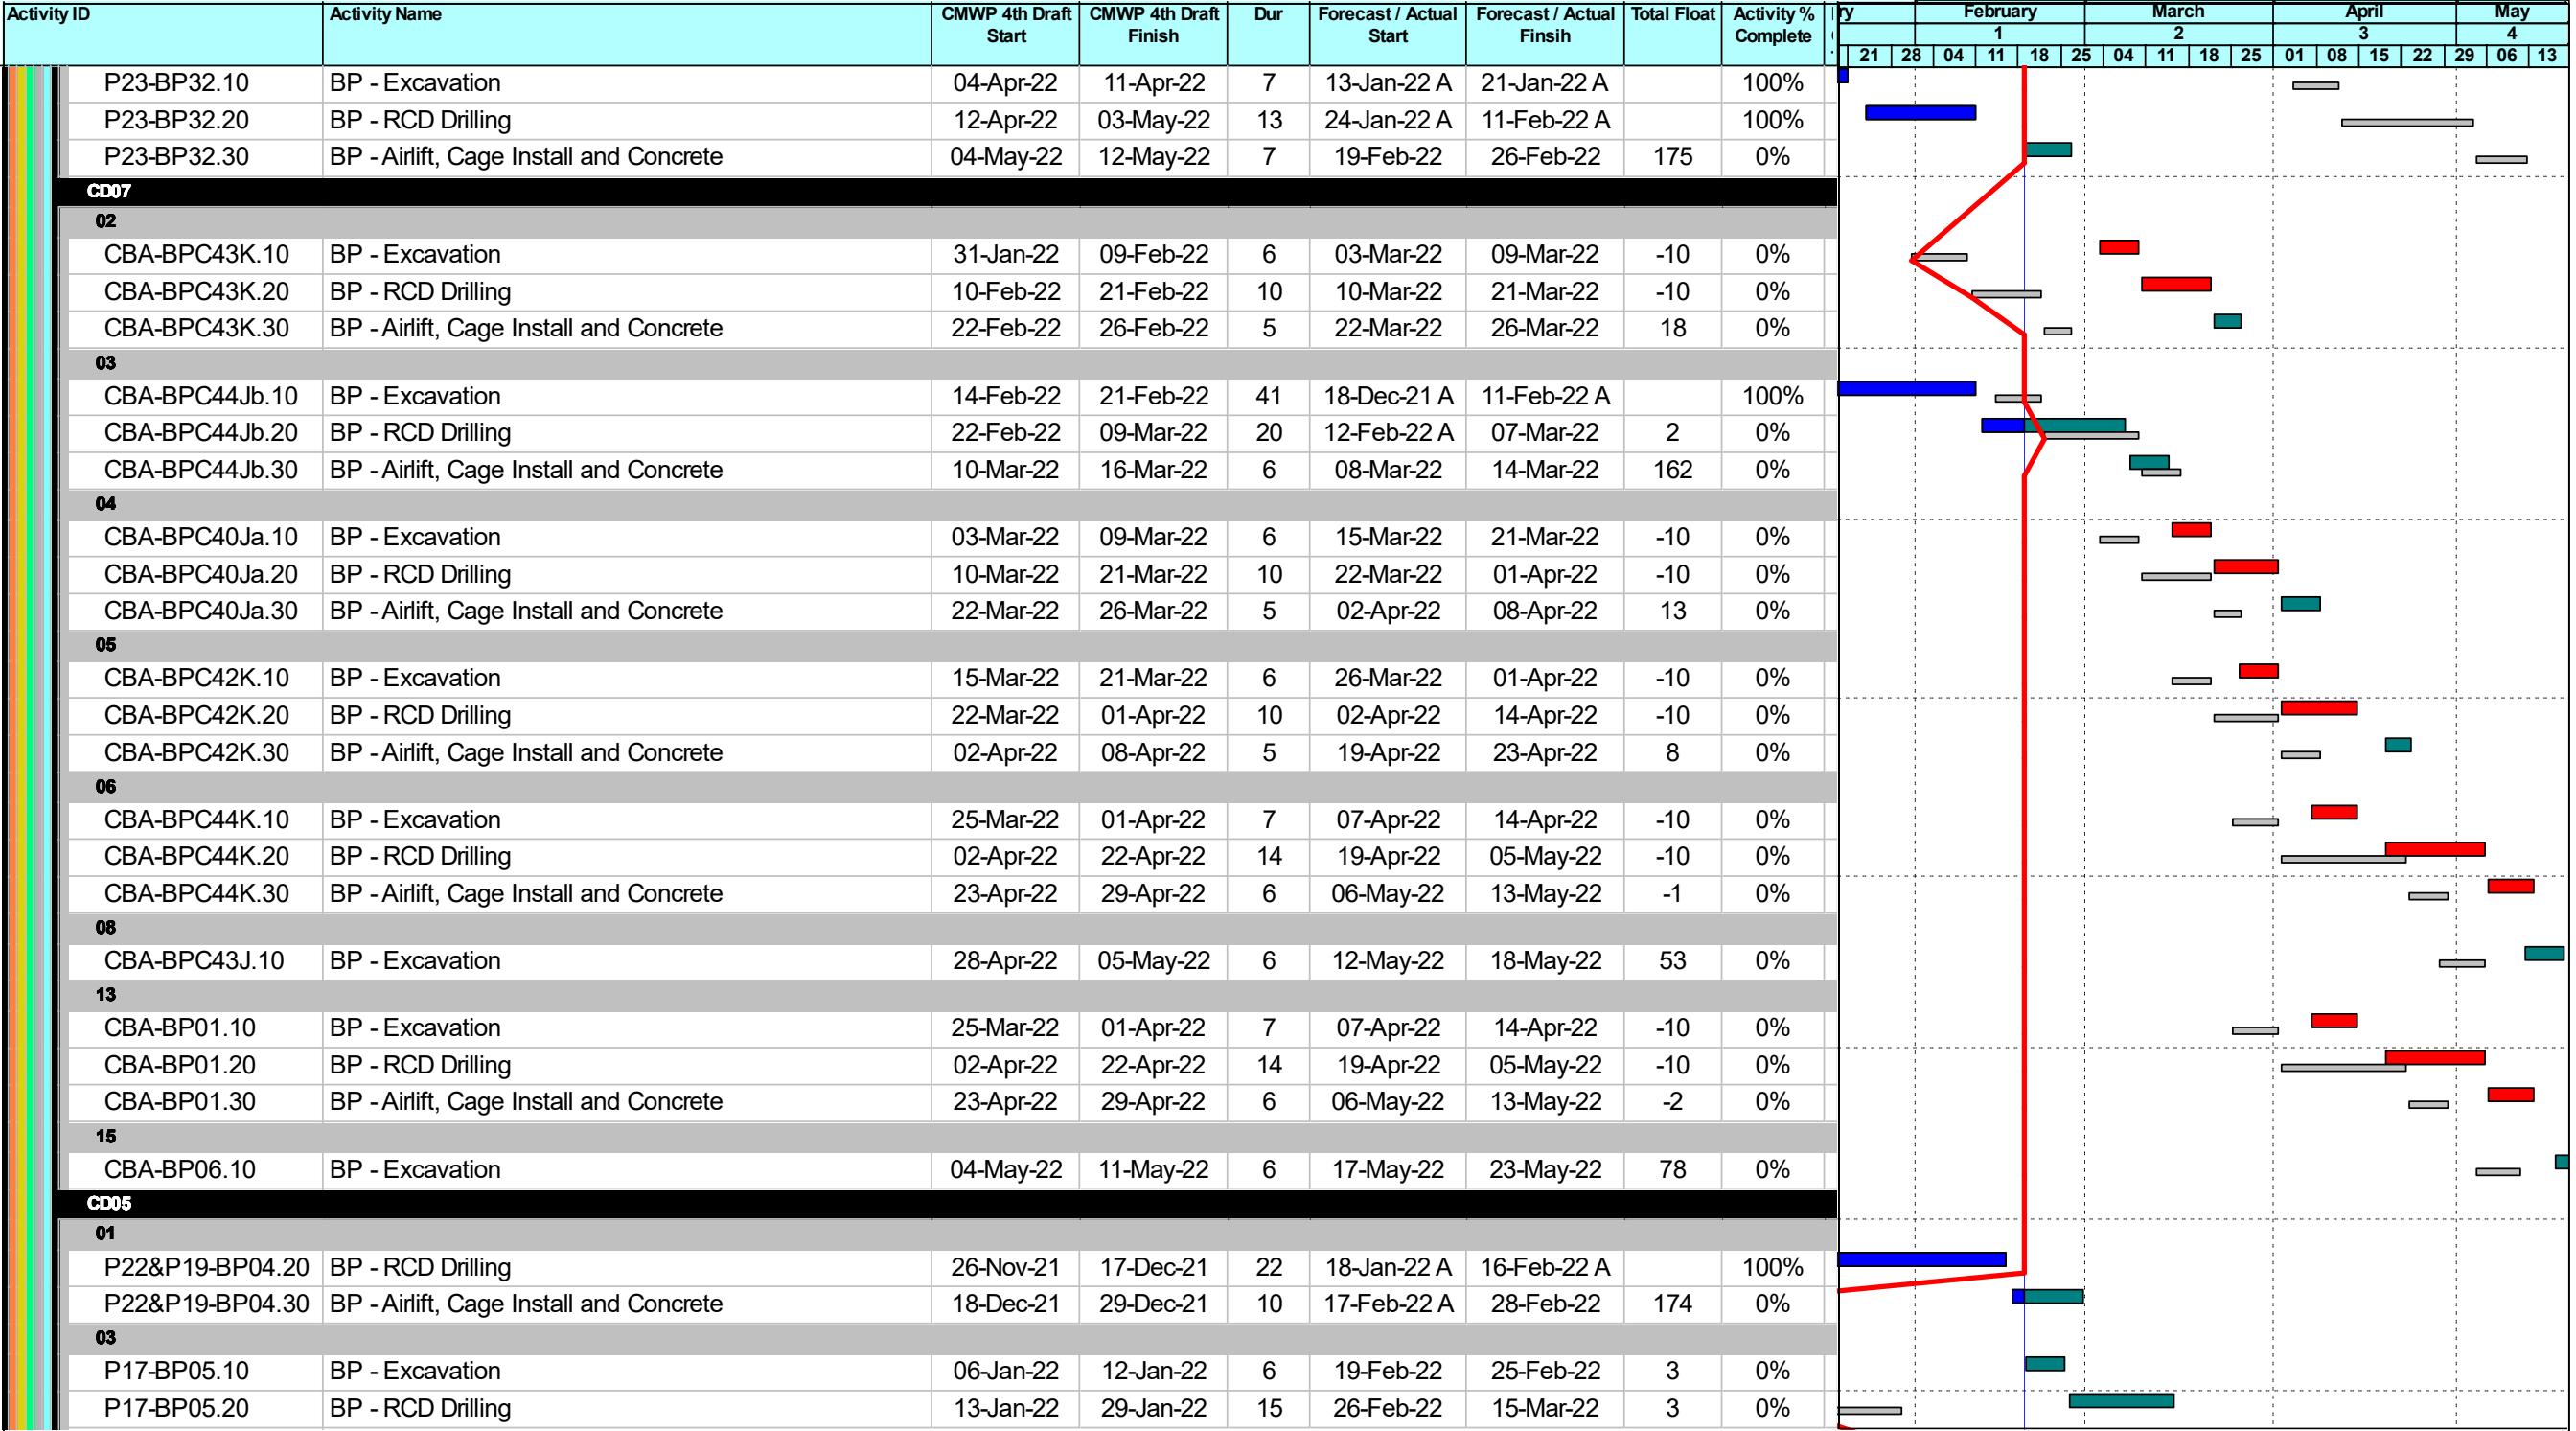 Activity ID Activity Name CMWP 4th Draft Start CMWP 4th Draft Finish Dur Forecast / Actual Start Forecast / Actual Finsih Total Float Activity % Complete ry February March April May
1 2 3 4
21 28 04 11 18 25 04 11 18 25 01 08 15 22 29 06 13
P23-BP32.10 BP - Excavation 04-Apr-22 11-Apr-22 7 13-Jan-22 A 21-Jan-22 A 100%
P23-BP32.20 BP - RCD Drilling 12-Apr-22 03-May-22 13 24-Jan-22 A 11-Feb-22 A 100%
P23-BP32.30 BP - Airlift, Cage Install and Concrete 04-May-22 12-May-22 7 19-Feb-22 26-Feb-22 175 0%
CD07
02
CBA-BPC43K.10 BP - Excavation 31-Jan-22 09-Feb-22 6 03-Mar-22 09-Mar-22 -10 0%
CBA-BPC43K.20 BP - RCD Drilling 10-Feb-22 21-Feb-22 10 10-Mar-22 21-Mar-22 -10 0%
CBA-BPC43K.30 BP - Airlift, Cage Install and Concrete 22-Feb-22 26-Feb-22 5 22-Mar-22 26-Mar-22 18 0%
03
CBA-BPC44Jb.10 BP - Excavation 14-Feb-22 21-Feb-22 41 18-Dec-21 A 11-Feb-22 A 100%
CBA-BPC44Jb.20 BP - RCD Drilling 22-Feb-22 09-Mar-22 20 12-Feb-22 A 07-Mar-22 2 0%
CBA-BPC44Jb.30 BP - Airlift, Cage Install and Concrete 10-Mar-22 16-Mar-22 6 08-Mar-22 14-Mar-22 162 0%
04
CBA-BPC40Ja.10 BP - Excavation 03-Mar-22 09-Mar-22 6 15-Mar-22 21-Mar-22 -10 0%
CBA-BPC40Ja.20 BP - RCD Drilling 10-Mar-22 21-Mar-22 10 22-Mar-22 01-Apr-22 -10 0%
CBA-BPC40Ja.30 BP - Airlift, Cage Install and Concrete 22-Mar-22 26-Mar-22 5 02-Apr-22 08-Apr-22 13 0%
05
CBA-BPC42K.10 BP - Excavation 15-Mar-22 21-Mar-22 6 26-Mar-22 01-Apr-22 -10 0%
CBA-BPC42K.20 BP - RCD Drilling 22-Mar-22 01-Apr-22 10 02-Apr-22 14-Apr-22 -10 0%
CBA-BPC42K.30 BP - Airlift, Cage Install and Concrete 02-Apr-22 08-Apr-22 5 19-Apr-22 23-Apr-22 8 0%
06
CBA-BPC44K.10 BP - Excavation 25-Mar-22 01-Apr-22 7 07-Apr-22 14-Apr-22 -10 0%
CBA-BPC44K.20 BP - RCD Drilling 02-Apr-22 22-Apr-22 14 19-Apr-22 05-May-22 -10 0%
CBA-BPC44K.30 BP - Airlift, Cage Install and Concrete 23-Apr-22 29-Apr-22 6 06-May-22 13-May-22 -1 0%
08
CBA-BPC43J.10 BP - Excavation 28-Apr-22 05-May-22 6 12-May-22 18-May-22 53 0%
13
CBA-BP01.10 BP - Excavation 25-Mar-22 01-Apr-22 7 07-Apr-22 14-Apr-22 -10 0%
CBA-BP01.20 BP - RCD Drilling 02-Apr-22 22-Apr-22 14 19-Apr-22 05-May-22 -10 0%
CBA-BP01.30 BP - Airlift, Cage Install and Concrete 23-Apr-22 29-Apr-22 6 06-May-22 13-May-22 -2 0%
15
CBA-BP06.10 BP - Excavation 04-May-22 11-May-22 6 17-May-22 23-May-22 78 0%
CD05
01
P22&P19-BP04.20 BP - RCD Drilling 26-Nov-21 17-Dec-21 22 18-Jan-22 A 16-Feb-22 A 100%
P22&P19-BP04.30 BP - Airlift, Cage Install and Concrete 18-Dec-21 29-Dec-21 10 17-Feb-22 A 28-Feb-22 174 0%
03
P17-BP05.10 BP - Excavation 06-Jan-22 12-Jan-22 6 19-Feb-22 25-Feb-22 3 0%
P17-BP05.20 BP - RCD Drilling 13-Jan-22 29-Jan-22 15 26-Feb-22 15-Mar-22 3 0%